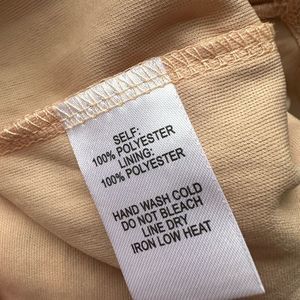 SELF:
100% POLYESTER
LINING:
100% POLYESTER
HAND WASH COLD
DO NOT BLEACH
LINE DRY
IRON LOW HEAT